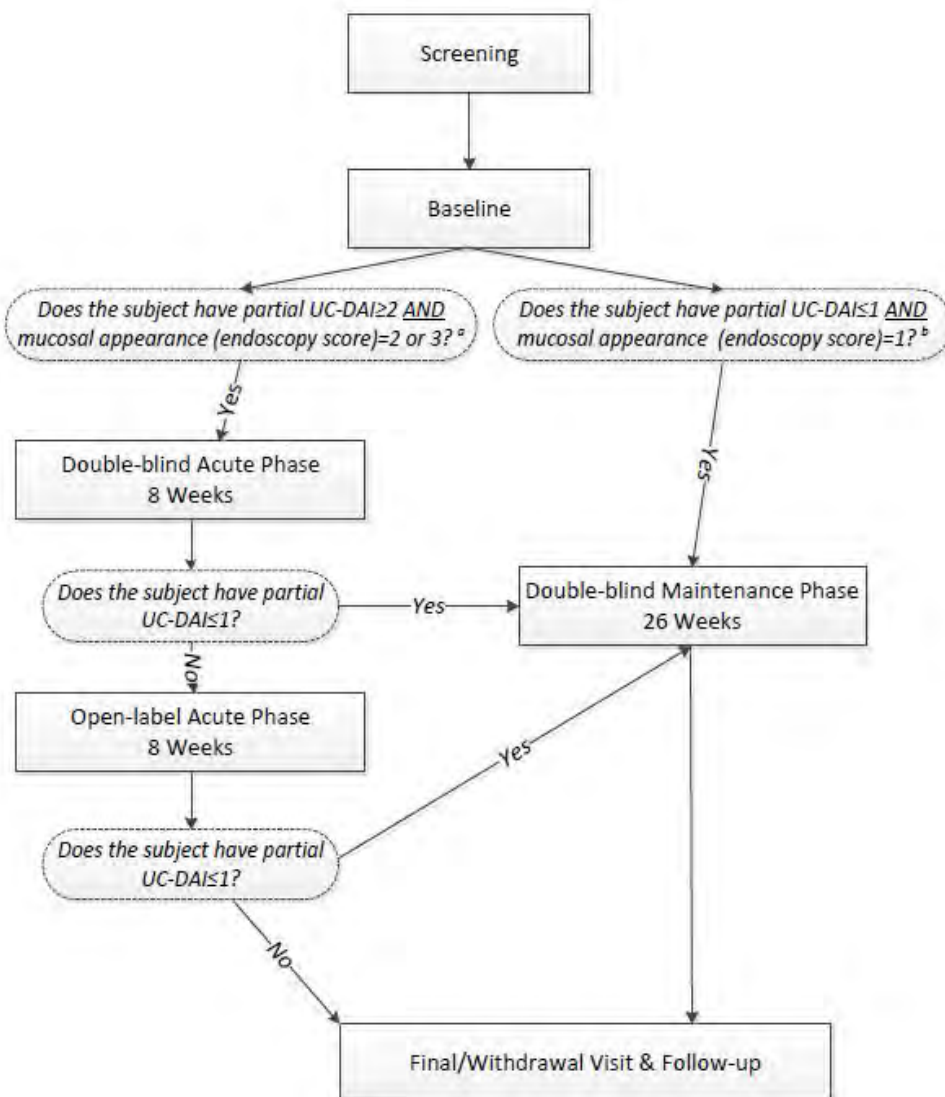 Screening
Baseline
Does the subject have partial UC-DAI≥2 AND
mucosal appearance (endoscopy score)=2 or 3? a
Does the subject have partial UC-DAI≤1 AND
mucosal appearance (endoscopy score)=1? b
Yes
Yes
Double-blind Acute Phase
8 Weeks
Does the subject have partial
UC-DAI≤1?
Yes
Double-blind Maintenance Phase
26 Weeks
No
Open-label Acute Phase
8 Weeks
Yes
Does the subject have partial
UC-DAI≤1?
No
Final/Withdrawal Visit & Follow-up